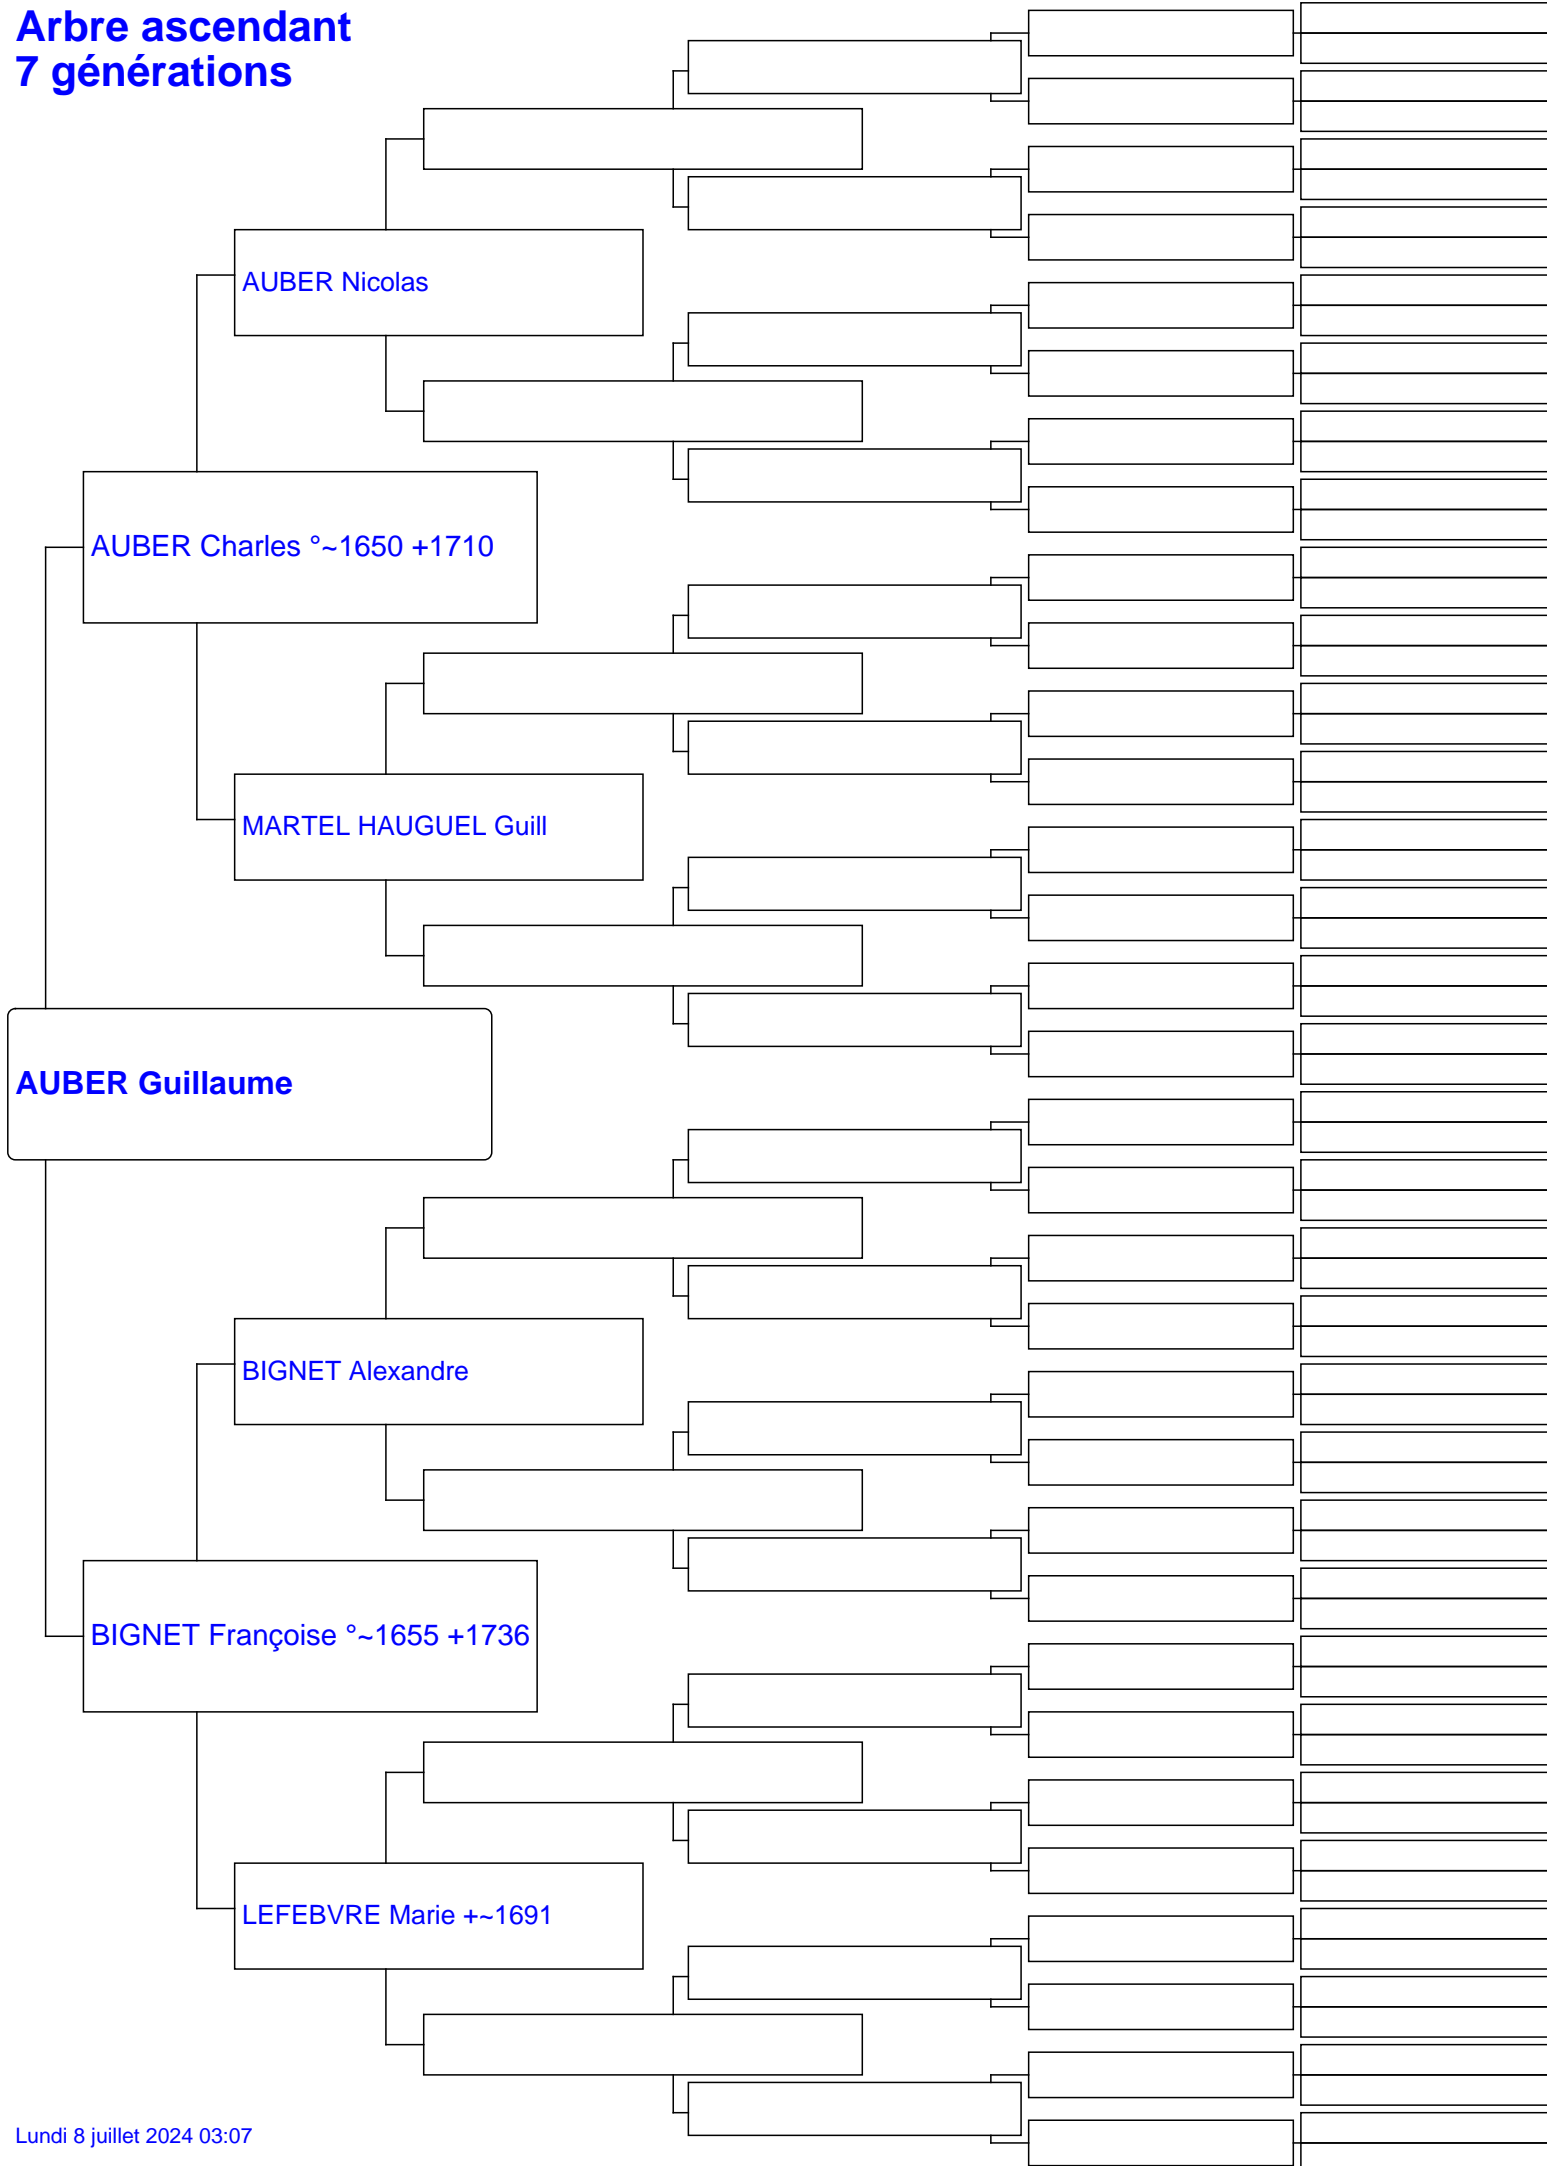 Arbre ascendant
7 générations
AUBER Nicolas
AUBER Charles °~1650 +1710
MARTEL HAUGUEL Guill
AUBER Guillaume
BIGNET Alexandre
BIGNET Françoise °~1655 +1736
LEFEBVRE Marie +~1691
Lundi 8 juillet 2024 03:07